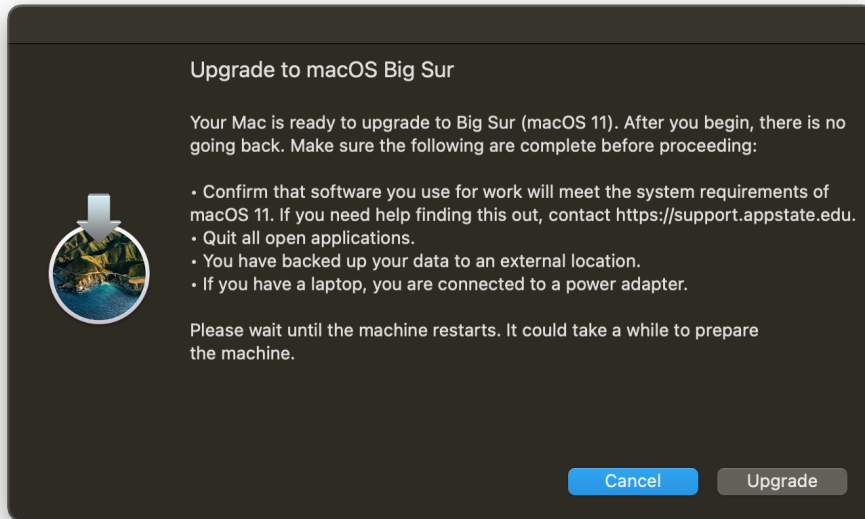 Upgrade to macOS Big Sur
Your Mac is ready to upgrade to Big Sur (macOS 11). After you begin, there is no
going back. Make sure the following are complete before proceeding:
• Confirm that software you use for work will meet the system requirements of
macOS 11. If you need help finding this out, contact https://support.appstate.edu.
• Quit all open applications.
• You have backed up your data to an external location.
• If you have a laptop, you are connected to a power adapter.
Please wait until the machine restarts. It could take a while to prepare
the machine.
Cancel Upgrade